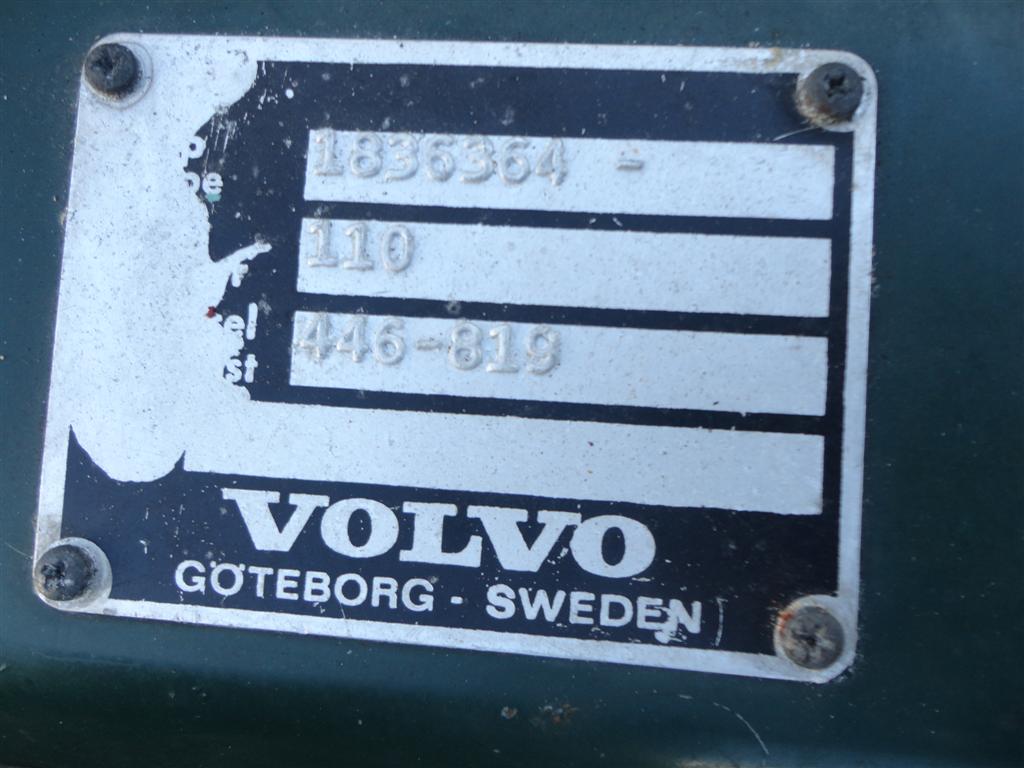 1836364 -
110
446-819
VOLVO
GÖTEBORG - SWEDEN